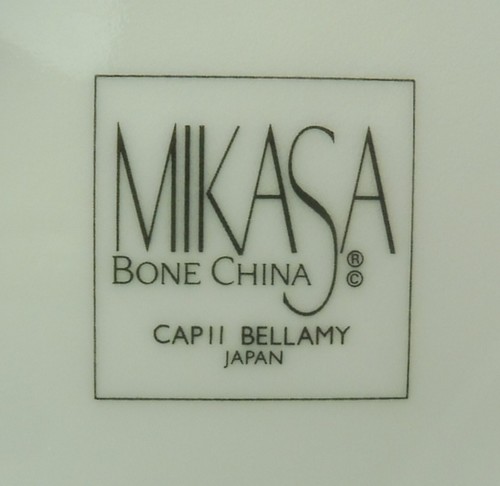 MIKASA
BONE CHINA ® ©
CAP11 BELLAMY
JAPAN